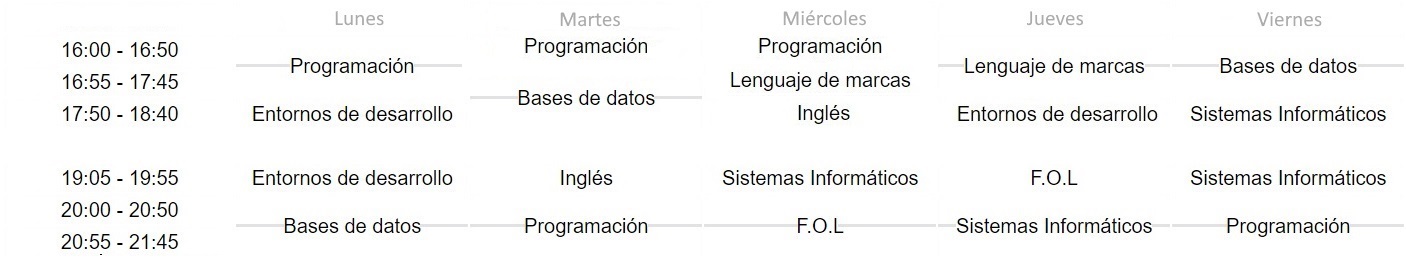 Lunes Martes Miércoles Jueves Viernes
16:00 - 16:50 Programación Programación
Programación Lenguaje de marcas Bases de datos
16:55 - 17:45 Lenguaje de marcas
Bases de datos
17:50 - 18:40 Entornos de desarrollo Inglés Entornos de desarrollo Sistemas Informáticos
19:05 - 19:55 Entornos de desarrollo Inglés Sistemas Informáticos F.O.L Sistemas Informáticos
20:00 - 20:50
Bases de datos Programación F.O.L Sistemas Informáticos Programación
20:55 - 21:45